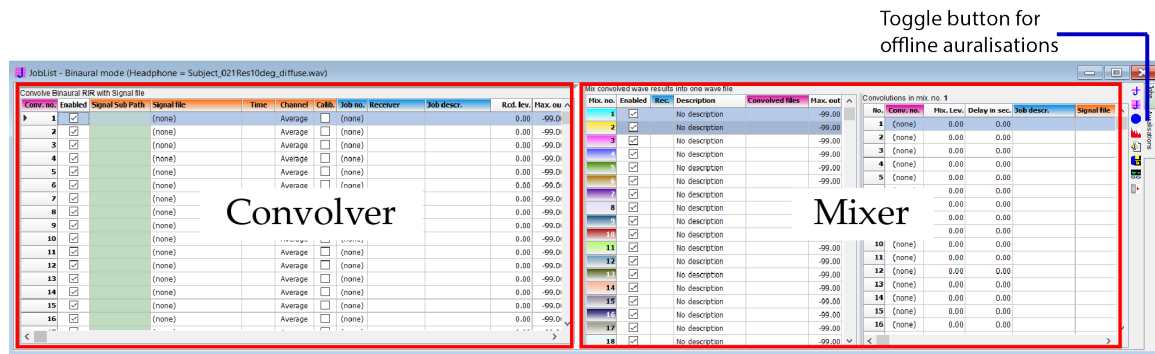 Toggle button for
offline auralisations
JobList - Binaural mode (Headphone = Subject_021Res10deg_diffuse.wav)
Convolve Binaural RIR with Signal file
Conv. no. Enabled Signal Sub Path Signal file Time Channel Calib. Job no. Receiver Job descr. Rcd. lev. Max. ou
1 (none) Average (none) 0.00 -99.0
2 (none) Average (none) 0.00 -99.0
3 (none) Average (none) 0.00 -99.0
4 (none) Average (none) 0.00 -99.0
5 (none) Average (none) 0.00 -99.0
6 (none) Average (none) 0.00 -99.0
7 (none) 0.00 -99.0
8 (none) 0.00 -99.0
9 (none) 0.00 -99.0
10 (none) Average (none) 0.00 -99.0
11 (none) Average (none) 0.00 -99.0
12 (none) Average (none) 0.00 -99.0
13 (none) Average (none) 0.00 -99.0
14 (none) Average (none) 0.00 -99.0
15 (none) Average (none) 0.00 -99.0
16 (none) Average (none) 0.00 -99.0
Convolver
Mix convolved wave results into one wave file
Mix. no. Enabled Rec. Description Convolved files Max. out
1 No description -99.00
2 No description -99.00
3 No description -99.00
No description -99.00
5 No description -99.00
6 No description -99.00
7 No description
8 No description
9 No description
10 No description
11 No description -99.00
12 No description -99.00
13 No description -99.00
14 No description -99.00
15 No description -99.00
16 No description -99.00
17 No description -99.00
18 No description -99.00
Mixer
Convolutions in mix. no. 1
No. Conv. no. Mix. Lev. Delay in sec. Job descr. Signal file
1 (none) 0.00 0.00
2 (none) 0.00 0.00
3 (none) 0.00 0.00
4 (none) 0.00 0.00
5 (none) 0.00 0.00
0.00 0.00
0.00
0.00
0.00
10 (none) 0.00 0.00
11 (none) 0.00 0.00
12 (none) 0.00 0.00
13 (none) 0.00 0.00
14 (none) 0.00 0.00
15 (none) 0.00 0.00
16 (none) 0.00 0.00